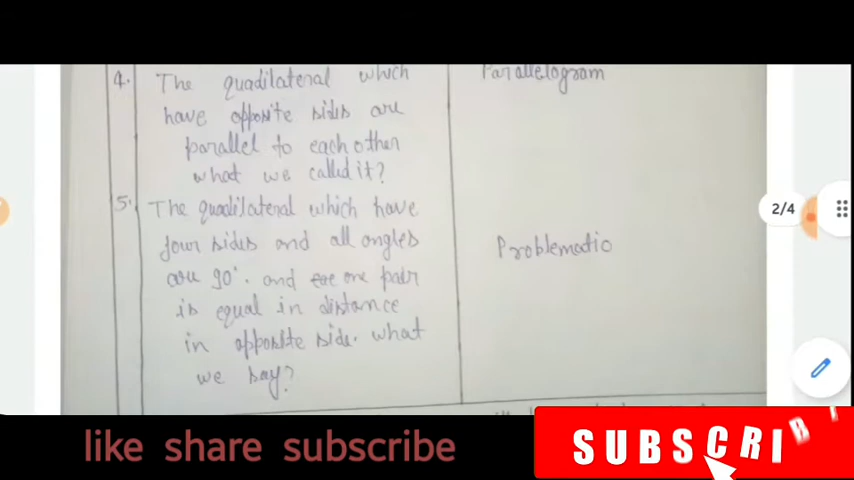 4. The quadilateral which Parallelogram
have opposite sides are
parallel to each other
what we called it?
5. The quadilateral which have
four sides and all angles
are 90°. and one pair Problematic
is equal in distance
in opposite side. what
we say?
2/4
like share subscribe
SUBSCRI